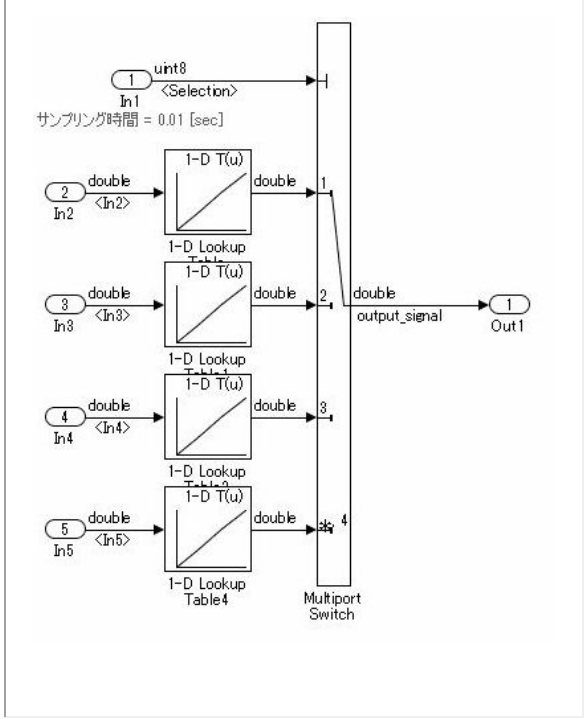 uint8
1
<Selection>
In1
サンプリング時間 = 0.01 [sec]
1-D T(u)
double
double
1
2
<In2>
In2
1-D Lookup
Table
1-D T(u)
double
double
2
double
3
<In3>
1
In3
output_signal
Out1
1-D Lookup
Table1
1-D T(u)
double
double
3
4
<In4>
In4
1-D Lookup
1-D T(u)
double
double
* 4
5
<In5>
In5
1-D Lookup
Table4
Multiport
Switch